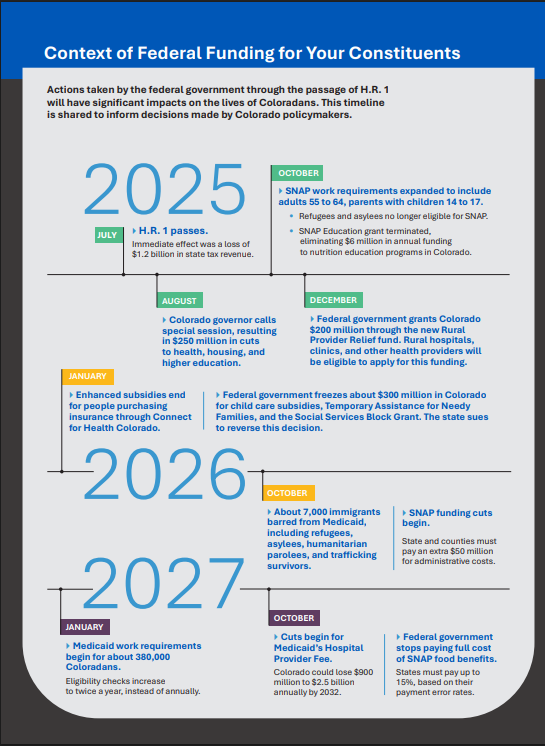 Context of Federal Funding for Your Constituents
Actions taken by the federal government through the passage of H.R. 1
will have significant impacts on the lives of Coloradans. This timeline
is shared to inform decisions made by Colorado policymakers.
2025
JULY
H.R. 1 passes.
Immediate effect was a loss of
$1.2 billion in state tax revenue.
OCTOBER
SNAP work requirements expanded to include
adults 55 to 64, parents with children 14 to 17.
• Refugees and asylees no longer eligible for SNAP.
• SNAP Education grant terminated,
eliminating $6 million in annual funding
to nutrition education programs in Colorado.
AUGUST
Colorado governor calls
special session, resulting
in $250 million in cuts
to health, housing, and
higher education.
DECEMBER
Federal government grants Colorado
$200 million through the new Rural
Provider Relief fund. Rural hospitals,
clinics, and other health providers will
be eligible to apply for this funding.
JANUARY
Enhanced subsidies end
for people purchasing
insurance through Connect
for Health Colorado.
Federal government freezes about $300 million in Colorado
for child care subsidies, Temporary Assistance for Needy
Families, and the Social Services Block Grant. The state sues
to reverse this decision.
2026
OCTOBER
About 7,000 immigrants
barred from Medicaid,
including refugees,
asylees, humanitarian
parolees, and trafficking
survivors.
SNAP funding cuts
begin.
State and counties must
pay an extra $50 million
for administrative costs.
2027
JANUARY
Medicaid work requirements
begin for about 380,000
Coloradans.
Eligibility checks increase
to twice a year, instead of annually.
OCTOBER
Cuts begin for
Medicaid's Hospital
Provider Fee.
Colorado could lose $900
million to $2.5 billion
annually by 2032.
Federal government
stops paying full cost
of SNAP food benefits.
States must pay up to
15%, based on their
payment error rates.